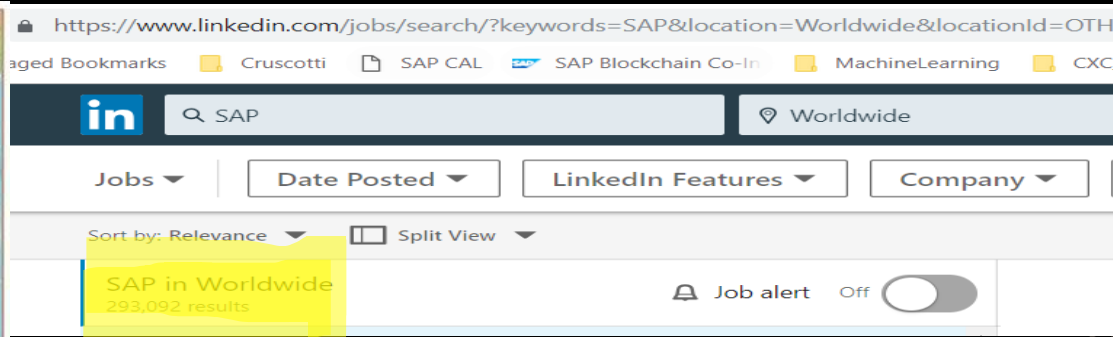 https://www.linkedin.com/jobs/search/?keywords=SAP&location=Worldwide&locationId=OTH
aged Bookmarks Cruscotti SAP CAL SAP SAP Blockchain Co-In MachineLearning CXC
in SAP Worldwide
Jobs Date Posted LinkedIn Features Company
Sort by: Relevance Split View
SAP in Worldwide
293,092 results
Job alert Off